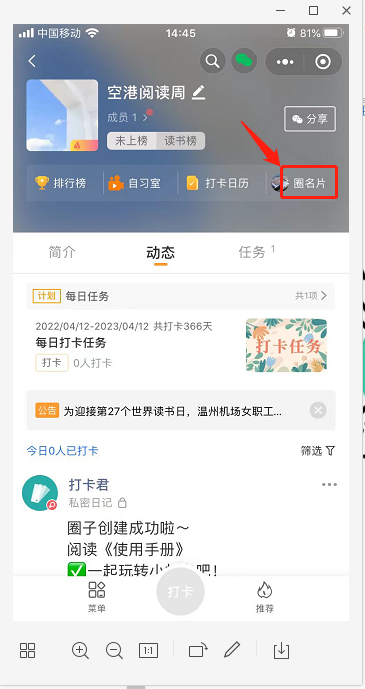 中国移动 14:45 81%
空港阅读周
成员 1
分享
未上榜 读书榜
排行榜 自习室 打卡日历 圈名片
简介 动态 任务 1
计划 每日任务 共1项
2022/04/12-2023/04/12 共打卡366天
每日打卡任务
打卡 0人打卡
打卡任务
公告 为迎接第27个世界读书日，温州机场女职工...
今日0人已打卡 筛选
打卡君
私密日记
圈子创建成功啦～
阅读《使用手册》
一起玩转小打卡吧！
菜单 打卡 推荐
1:1